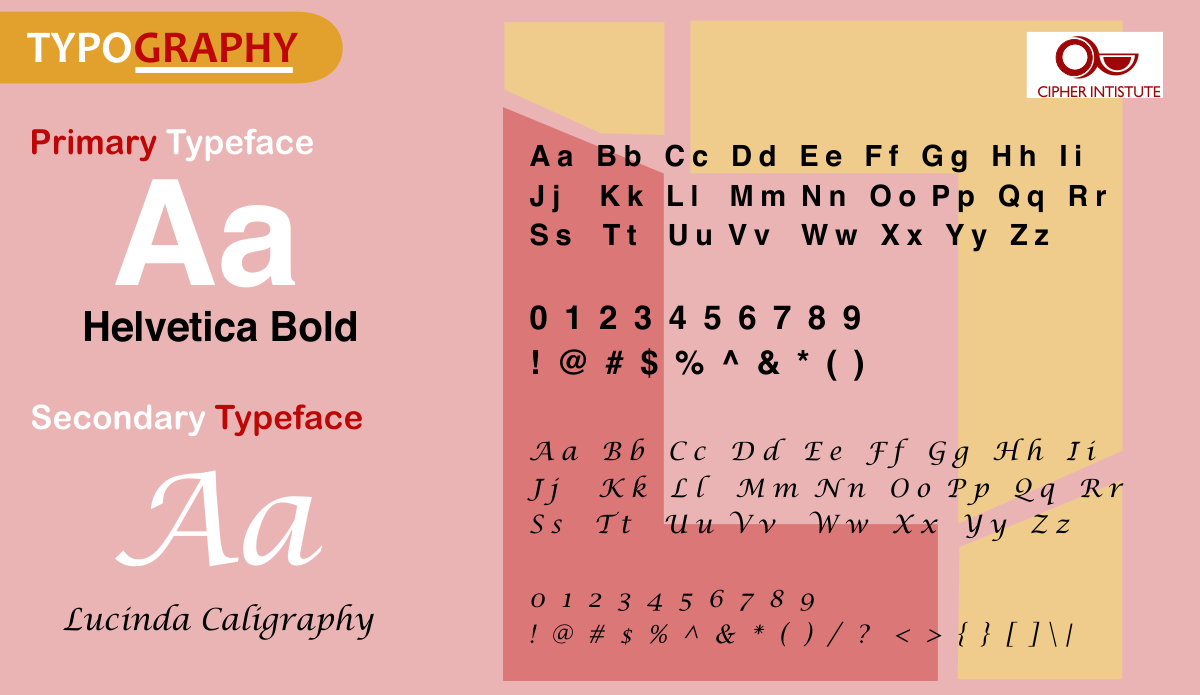 TYPOGRAPHY
CIPHER INTISTUTE
Primary Typeface
Aa
Helvetica Bold
Aa Bb Cc Dd Ee Ff Gg Hh Ii
Jj Kk Ll Mm Nn Oo Pp Qq Rr
Ss Tt Uu Vv Ww Xx Yy Zz
0 1 2 3 4 5 6 7 8 9
! @ # $ % ^ & * ( )
Secondary Typeface
Aa
Lucinda Caligraphy
Aa Bb Cc Dd Ee Ff Gg Hh Ii
Jj Kk Ll Mm Nn Oo Pp Qq Rr
Ss Tt Uu Vv Ww Xx Yy Zz
0 1 2 3 4 5 6 7 8 9
! @ # $ % ^ & * ( ) / ? < > { } [ ] \ |